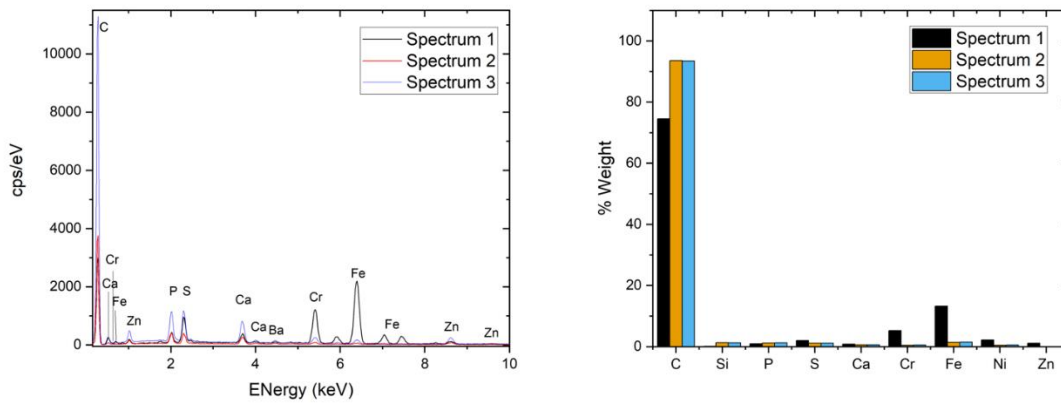 C
Spectrum 1
Spectrum 2
Spectrum 3
10000
8000
6000
4000
2000
0
cps/eV
Cr
Ca
Fe
Zn
P
S
Ca
Ca
Ba
Cr
Fe
Fe
Zn
Zn
2
4
6
8
10
ENergy (keV)
Spectrum 1
Spectrum 2
Spectrum 3
100
80
60
40
20
0
% Weight
C
Si
P
S
Ca
Cr
Fe
Ni
Zn